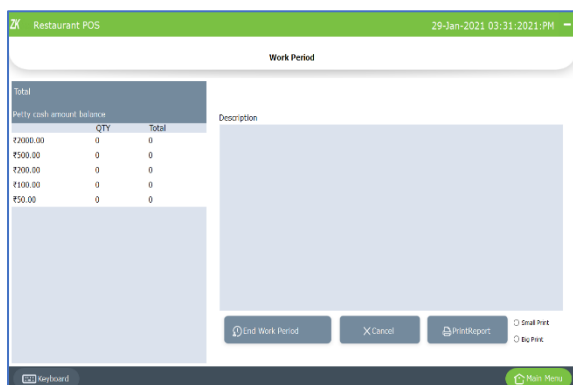 ZK Restaurant POS 29-Jan-2021 03:31:2021:PM
Work Period
Total
Petty cash amount balance
Description
QTY Total
₹2000.00 0 0
₹500.00 0 0
₹200.00 0 0
₹100.00 0 0
₹50.00 0 0
End Work Period Cancel PrintReport
Small Print
Big Print
Keyboard Main Menu